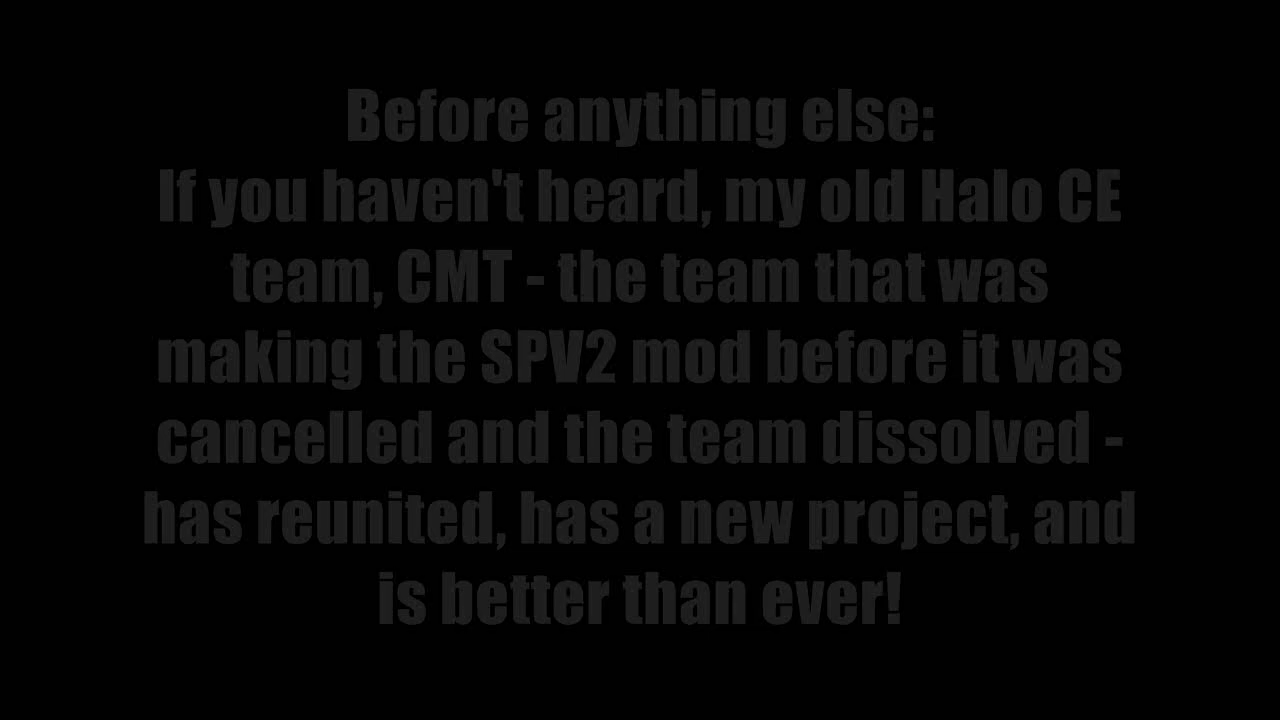 Before anything else:
If you haven't heard, my old Halo CE
team, CMT - the team that was
making the SPV2 mod before it was
cancelled and the team dissolved -
has reunited, has a new project, and
is better than ever!